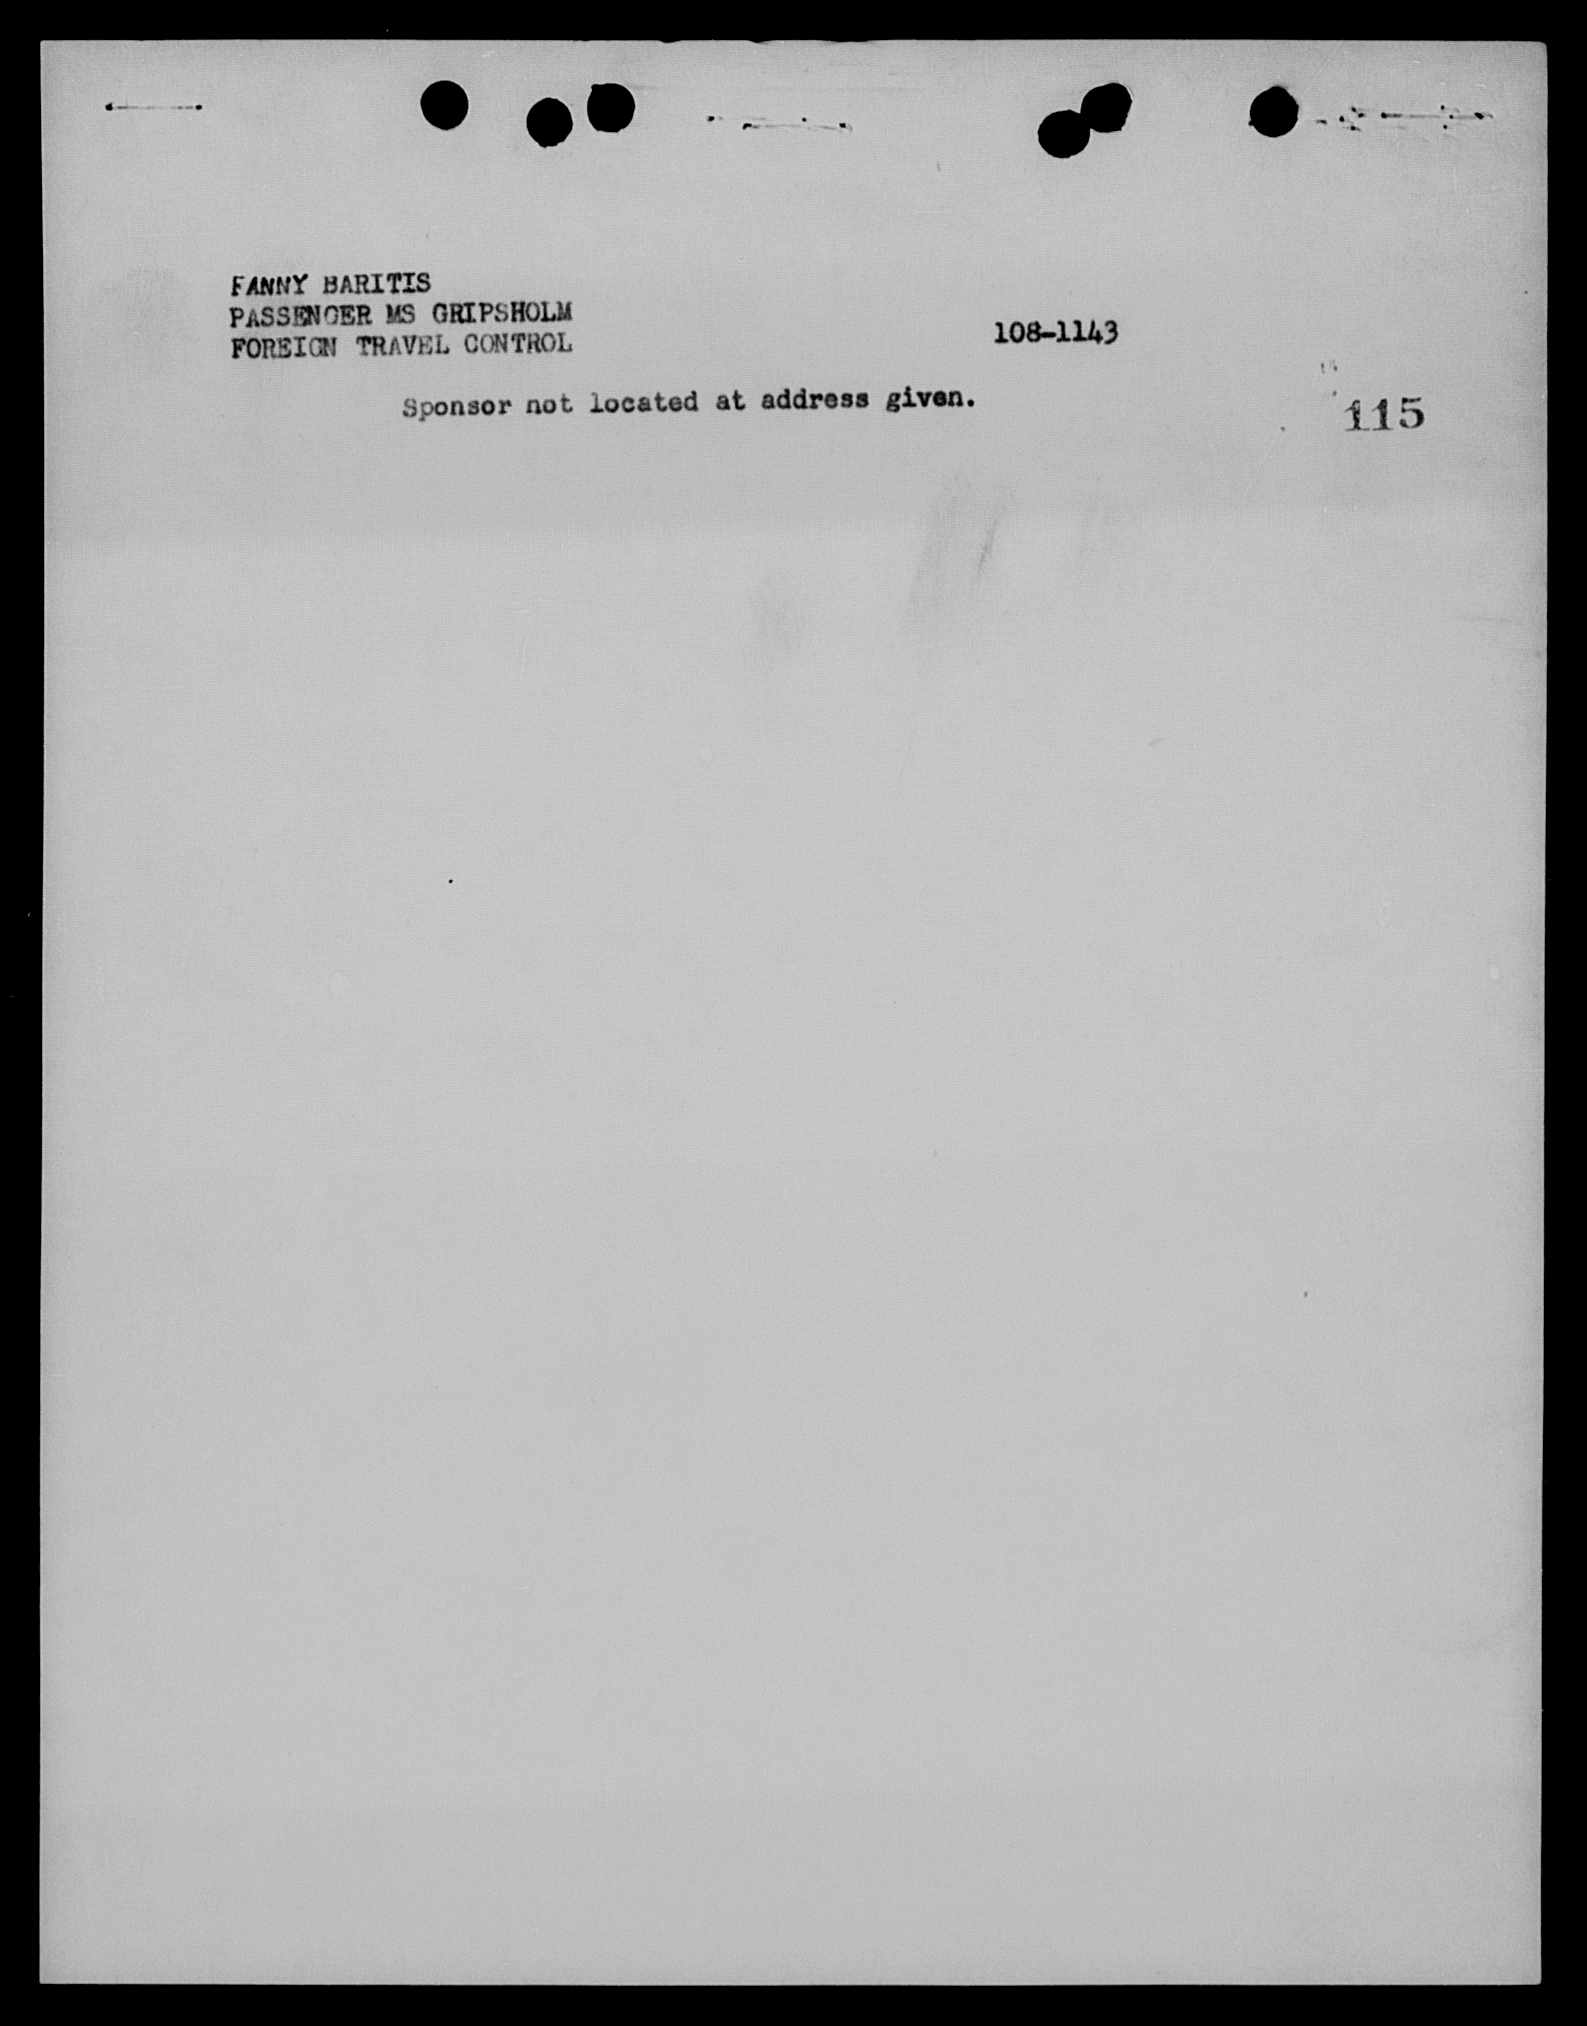 FANNY BARITIS
PASSENGER MS GRIPSHOLM
FOREIGN TRAVEL CONTROL
108-1143
Sponsor not located at address given.
115